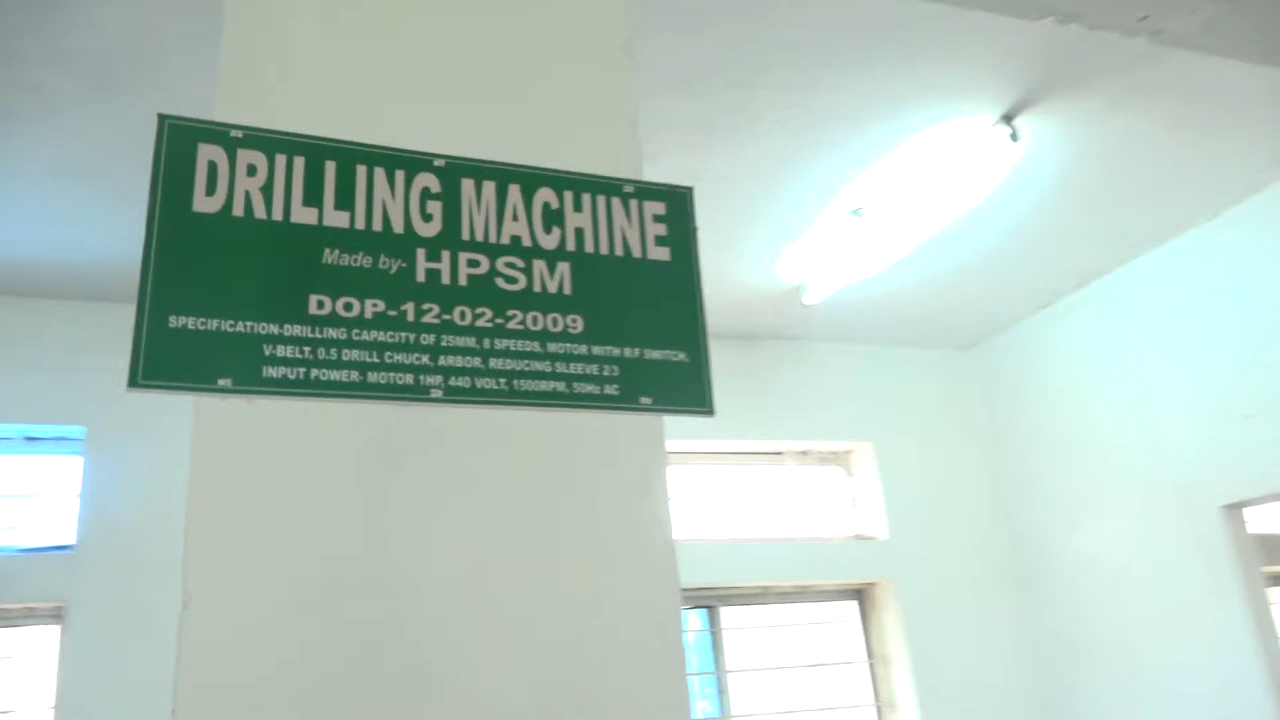 DRILLING MACHINE
Made by- HPSM
DOP-12-02-2009
SPECIFICATION-DRILLING CAPACITY OF 25MM, 8 SPEEDS, MOTOR WITH R/F SWITCH,
V-BELT, 0.5 DRILL CHUCK, ARBOR, REDUCING SLEEVE 2/3
INPUT POWER- MOTOR 1HP, 440 VOLT, 1500RPM, 50Hz AC